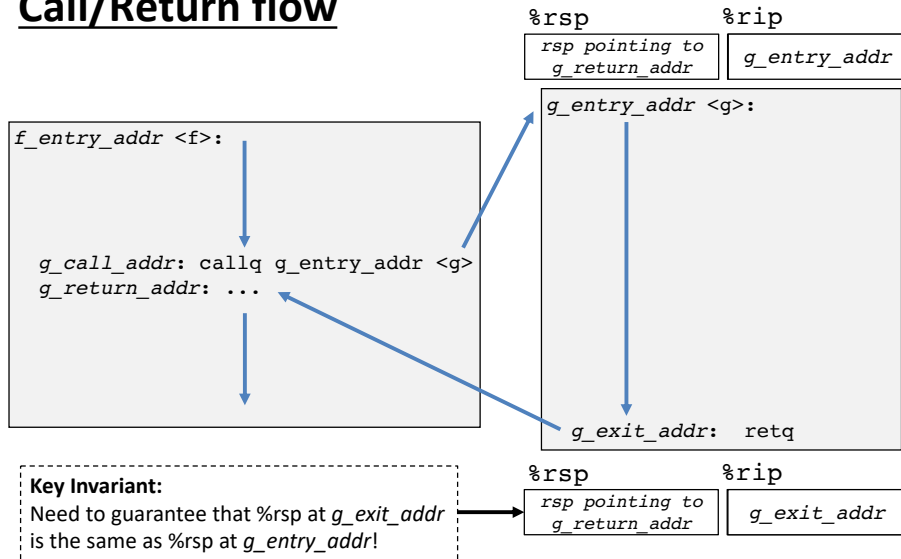 Call/Return flow
%rsp %rip
rsp pointing to
g_return_addr
g_entry_addr
g_entry_addr <g>:
f_entry_addr <f>:
g_call_addr: callq g_entry_addr <g>
g_return_addr: ...
g_exit_addr: retq
%rsp %rip
rsp pointing to
g_return_addr
g_exit_addr
Key Invariant:
Need to guarantee that %rsp at g_exit_addr
is the same as %rsp at g_entry_addr!